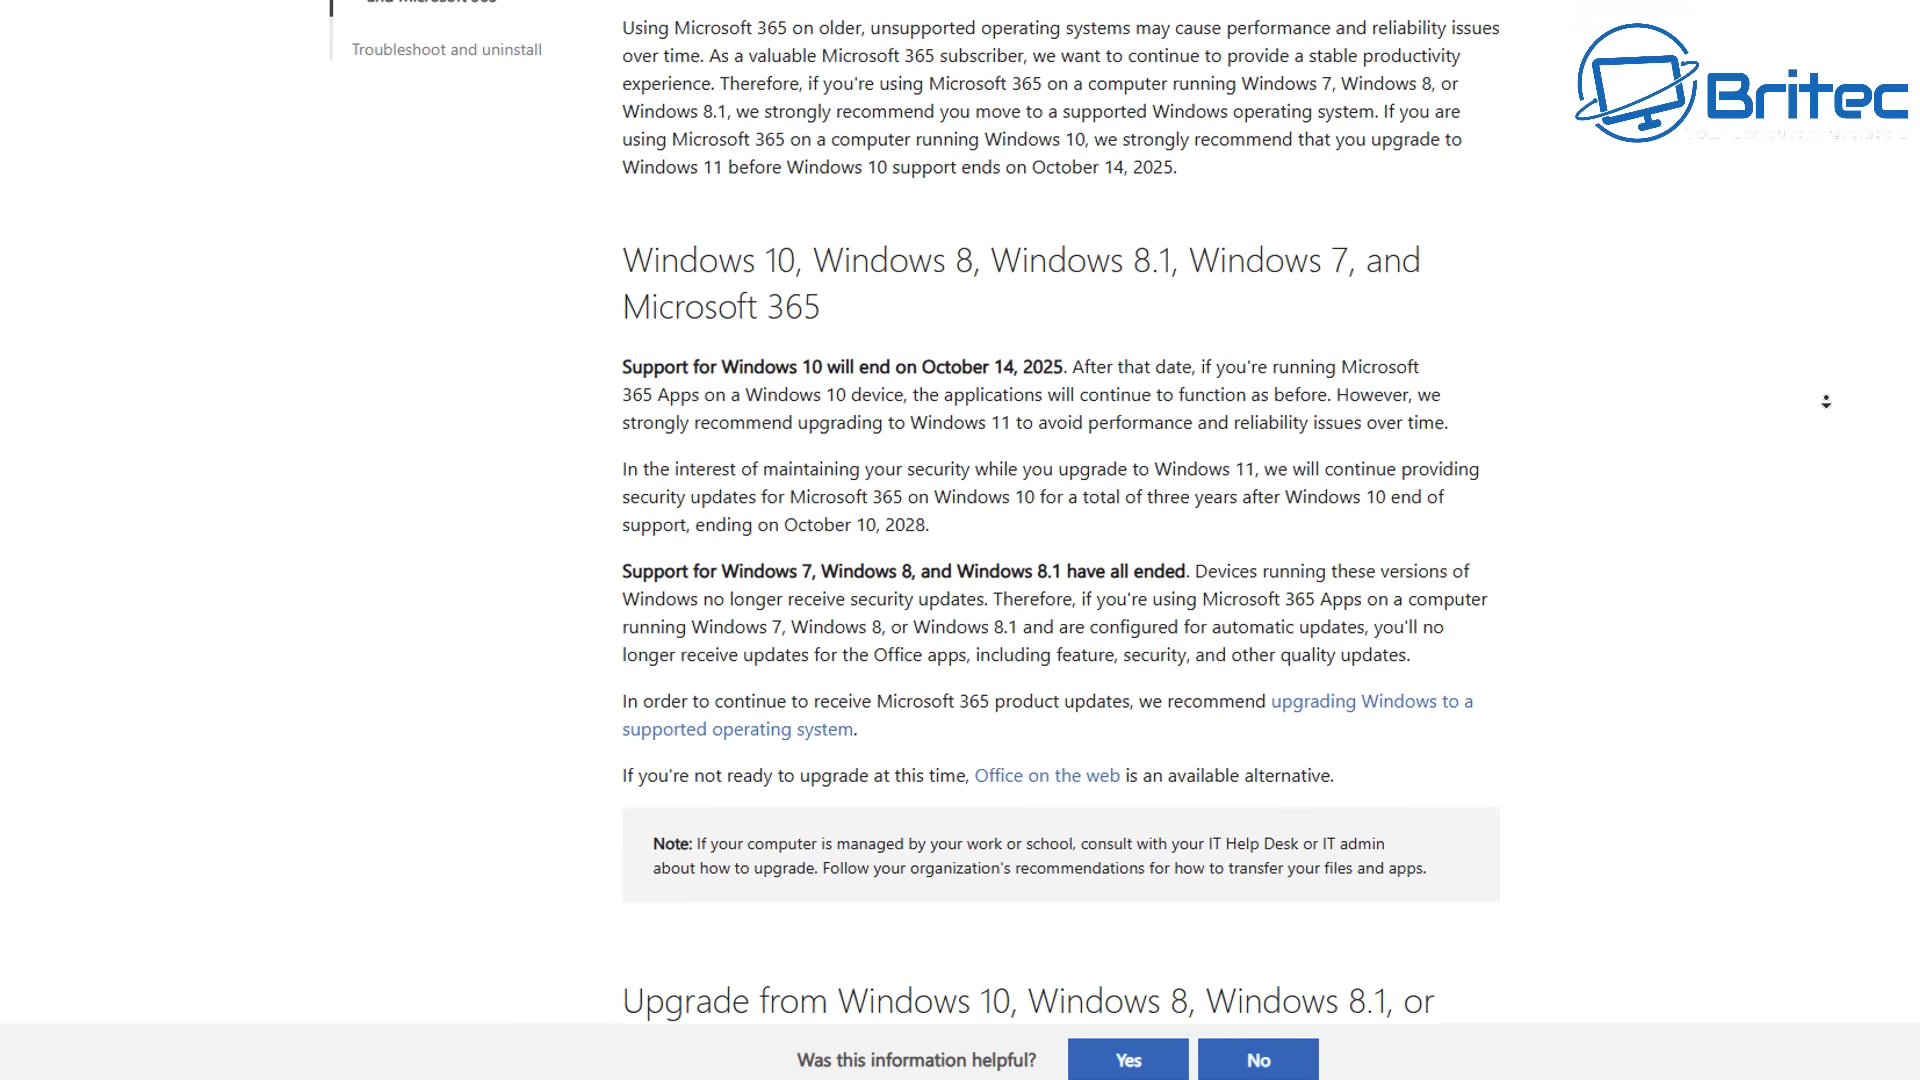 Troubleshoot and uninstall
Using Microsoft 365 on older, unsupported operating systems may cause performance and reliability issues
over time. As a valuable Microsoft 365 subscriber, we want to continue to provide a stable productivity
experience. Therefore, if you're using Microsoft 365 on a computer running Windows 7, Windows 8, or
Windows 8.1, we strongly recommend you move to a supported Windows operating system. If you are
using Microsoft 365 on a computer running Windows 10, we strongly recommend that you upgrade to
Windows 11 before Windows 10 support ends on October 14, 2025.
Britec
Windows 10, Windows 8, Windows 8.1, Windows 7, and
Microsoft 365
Support for Windows 10 will end on October 14, 2025. After that date, if you're running Microsoft
365 Apps on a Windows 10 device, the applications will continue to function as before. However, we
strongly recommend upgrading to Windows 11 to avoid performance and reliability issues over time.
In the interest of maintaining your security while you upgrade to Windows 11, we will continue providing
security updates for Microsoft 365 on Windows 10 for a total of three years after Windows 10 end of
support, ending on October 10, 2028.
Support for Windows 7, Windows 8, and Windows 8.1 have all ended. Devices running these versions of
Windows no longer receive security updates. Therefore, if you're using Microsoft 365 Apps on a computer
running Windows 7, Windows 8, or Windows 8.1 and are configured for automatic updates, you'll no
longer receive updates for the Office apps, including feature, security, and other quality updates.
In order to continue to receive Microsoft 365 product updates, we recommend upgrading Windows to a
supported operating system.
If you're not ready to upgrade at this time, Office on the web is an available alternative.
Note: If your computer is managed by your work or school, consult with your IT Help Desk or IT admin
about how to upgrade. Follow your organization's recommendations for how to transfer your files and apps.
Upgrade from Windows 10, Windows 8, Windows 8.1, or
Was this information helpful?
Yes
No